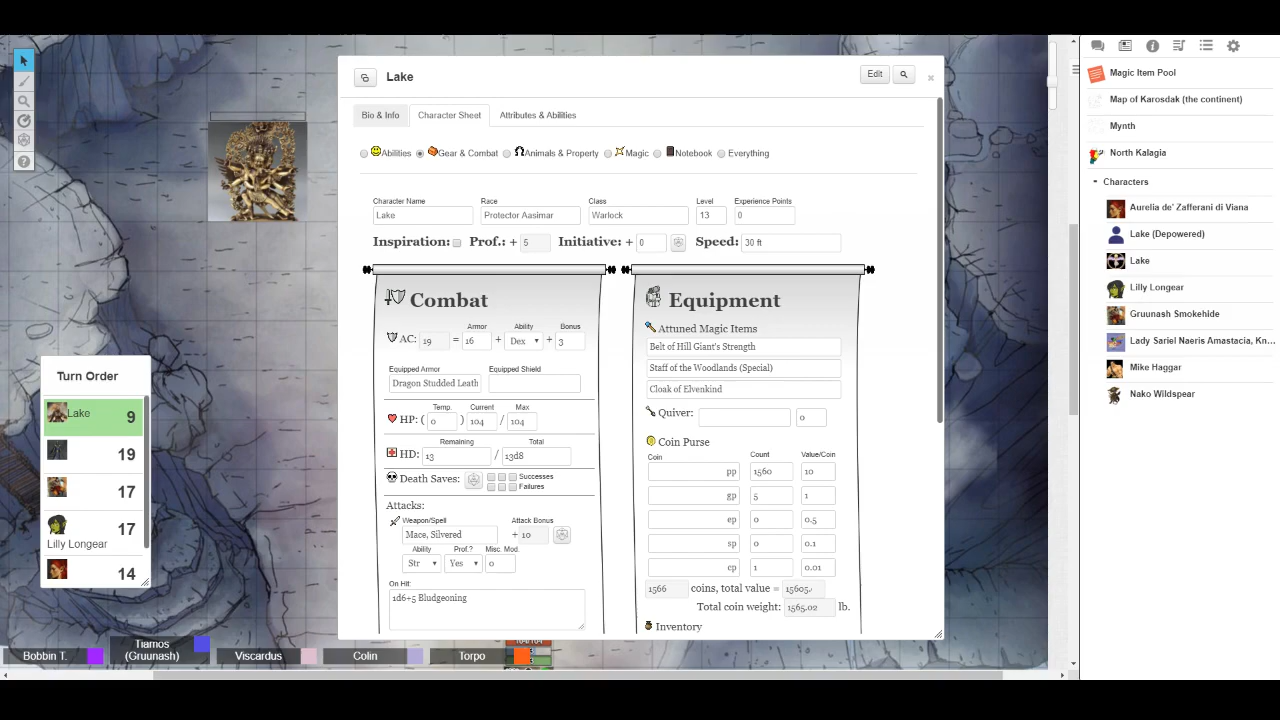 Lake
Edit
Bio & Info
Character Sheet
Attributes & Abilities
Abilities
Gear & Combat
Animals & Property
Magic
Notebook
Everything
Character Name
Race
Class
Level
Experience Points
Lake
Protector Aasimar
Warlock
13
0
Inspiration:
Prof.: + 5
Initiative: + 0
Speed: 30 ft
Combat
Armor
Ability
Bonus
AC: 19 = 16 + Dex + 3
Equipped Armor
Equipped Shield
Dragon Studded Leath
Temp.
Current
Max
HP: ( 0 ) 104 / 104
Remaining
Total
HD: 13 / 13d8
Death Saves:
Successes
Failures
Attacks:
Weapon/Spell
Attack Bonus
Mace, Silvered
+ 10
Ability
Prof.?
Misc. Mod.
Str
Yes
0
On Hit:
1d6+5 Bludgeoning
Equipment
Attuned Magic Items
Belt of Hill Giant's Strength
Staff of the Woodlands (Special)
Cloak of Elvenkind
Quiver:
0
Coin Purse
Coin
Count
Value/Coin
pp 1560 10
gp 5 1
ep 0 0.5
sp 0 0.1
cp 1 0.01
1566 coins, total value = 15605.
Total coin weight: 1565.02 lb.
Inventory
Turn Order
Lake 9
19
17
17
Lilly Longear
14
Bobbin T.
Tiamos
(Gruunash)
Viscardus
Colin
Torpo
Magic Item Pool
Map of Karosdak (the continent)
Mynth
North Kalagia
Characters
Aurelia de' Zafferani di Viana
Lake (Depowered)
Lake
Lilly Longear
Gruunash Smokehide
Lady Sariel Naeris Amastacia, Kn...
Mike Haggar
Nako Wildspear